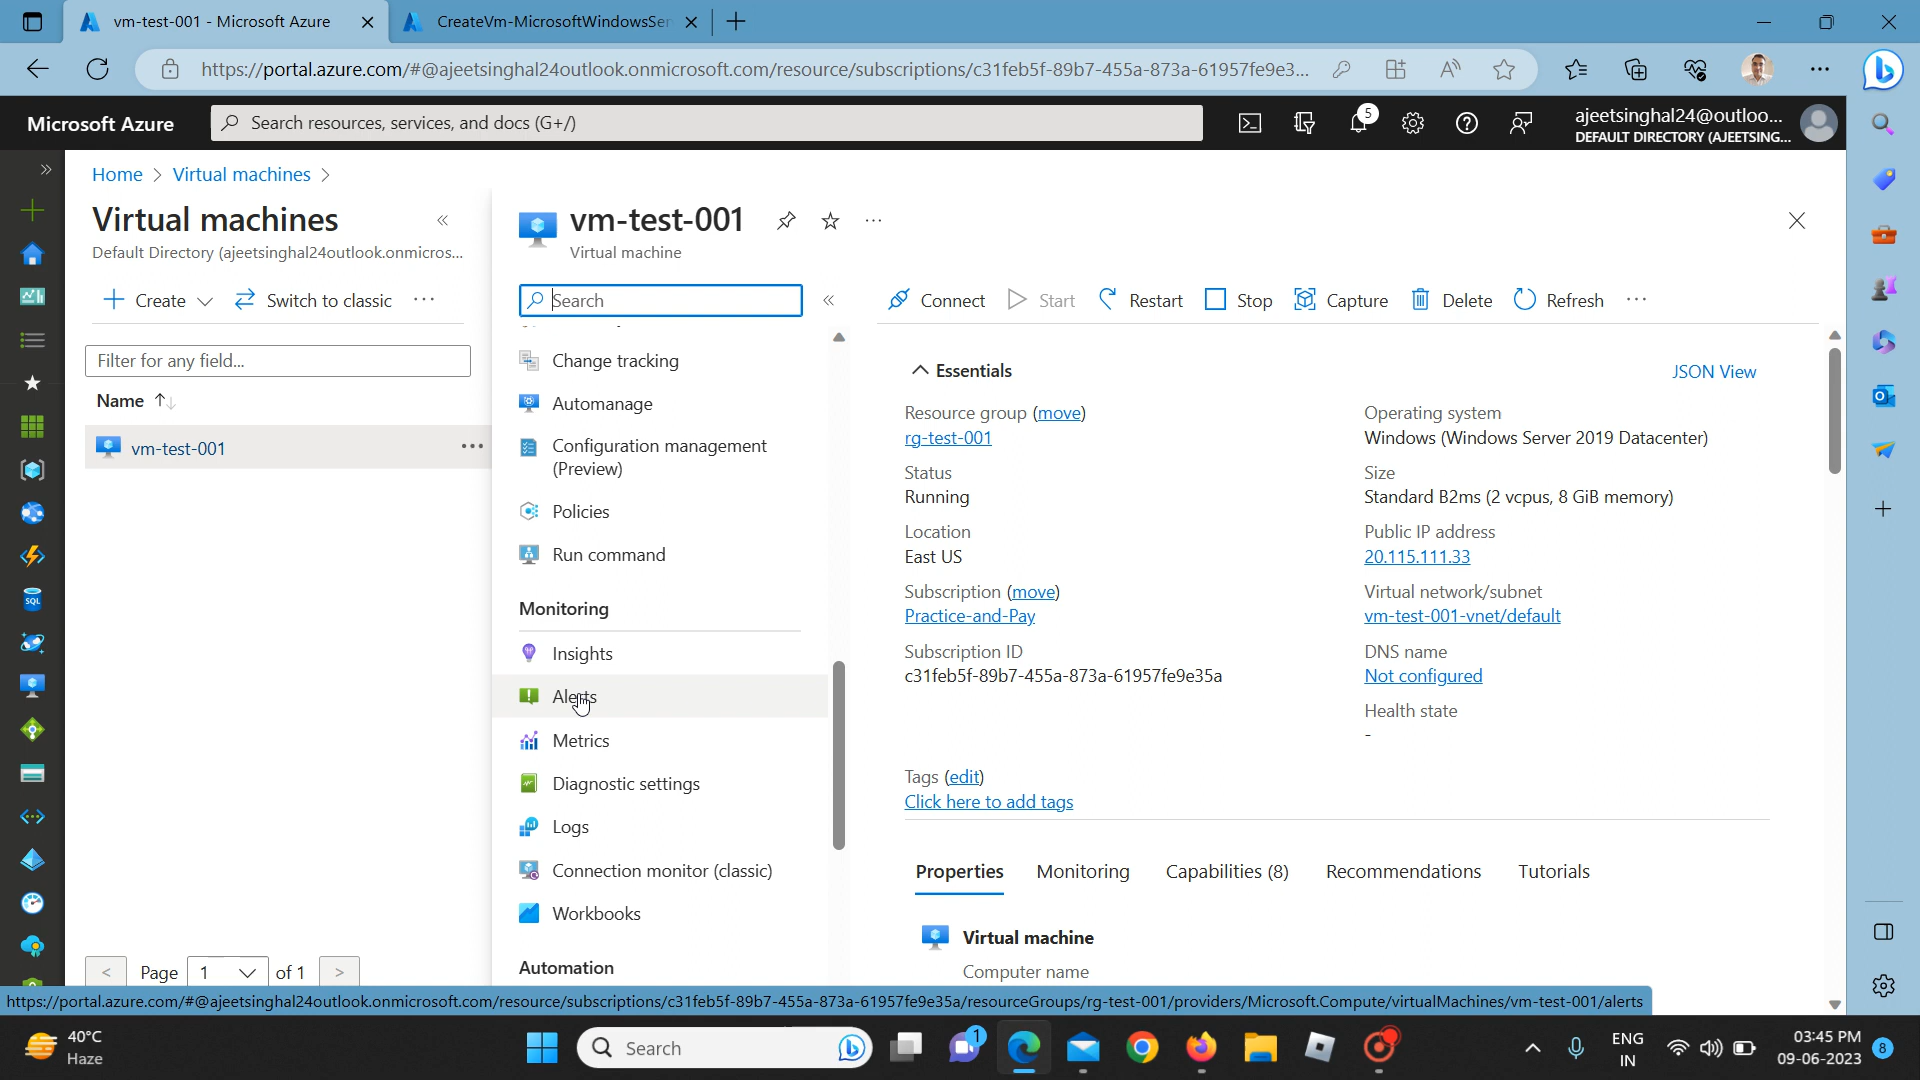 vm-test-001 - Microsoft Azure
CreateVm-MicrosoftWindowsSer
https://portal.azure.com/#@ajeetsinghal24outlook.onmicrosoft.com/resource/subscriptions/c31feb5f-89b7-455a-873a-61957fe9e3...
Microsoft Azure
Search resources, services, and docs (G+/)
5
ajeetsinghal24@outloo...
DEFAULT DIRECTORY (AJEETSING...
Home > Virtual machines >
Virtual machines
Default Directory (ajeetsinghal24outlook.onmicros...
Create
Switch to classic
Filter for any field...
Name
vm-test-001
< Page 1 of 1 >
vm-test-001
Virtual machine
Search
Change tracking
Automanage
Configuration management
(Preview)
Policies
Run command
Monitoring
Insights
Alerts
Metrics
Diagnostic settings
Logs
Connection monitor (classic)
Workbooks
Automation
Connect
Start
Restart
Stop
Capture
Delete
Refresh
Essentials
JSON View
Resource group (move)
rg-test-001
Status
Running
Location
East US
Subscription (move)
Practice-and-Pay
Subscription ID
c31feb5f-89b7-455a-873a-61957fe9e35a
Operating system
Windows (Windows Server 2019 Datacenter)
Size
Standard B2ms (2 vcpus, 8 GiB memory)
Public IP address
20.115.111.33
Virtual network/subnet
vm-test-001-vnet/default
DNS name
Not configured
Health state
-
Tags (edit)
Click here to add tags
Properties
Monitoring
Capabilities (8)
Recommendations
Tutorials
Virtual machine
Computer name
https://portal.azure.com/#@ajeetsinghal24outlook.onmicrosoft.com/resource/subscriptions/c31feb5f-89b7-455a-873a-61957fe9e35a/resourceGroups/rg-test-001/providers/Microsoft.Compute/virtualMachines/vm-test-001/alerts
40°C
Haze
Search
1
ENG
IN
03:45 PM
09-06-2023
8